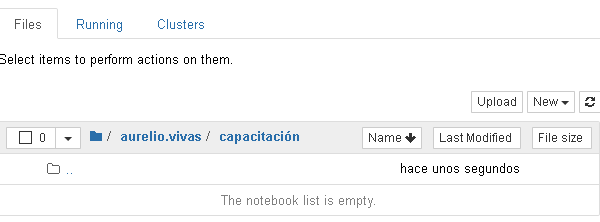 Files Running Clusters
Select items to perform actions on them.
Upload New
0 / aurelio.vivas / capacitación Name Last Modified File size
.. hace unos segundos
The notebook list is empty.